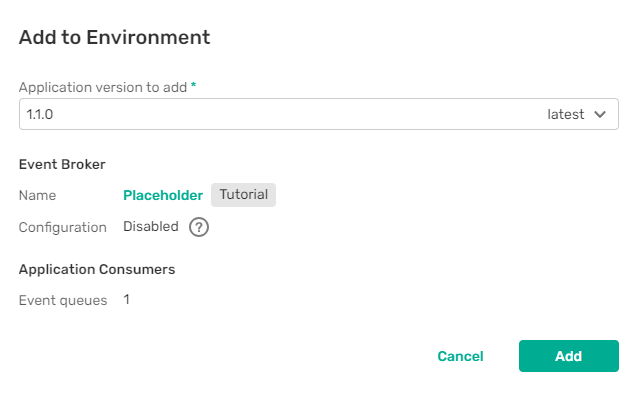 Add to Environment
Application version to add *
1.1.0 latest
Event Broker
Name Placeholder Tutorial
Configuration Disabled ?
Application Consumers
Event queues 1
Cancel Add